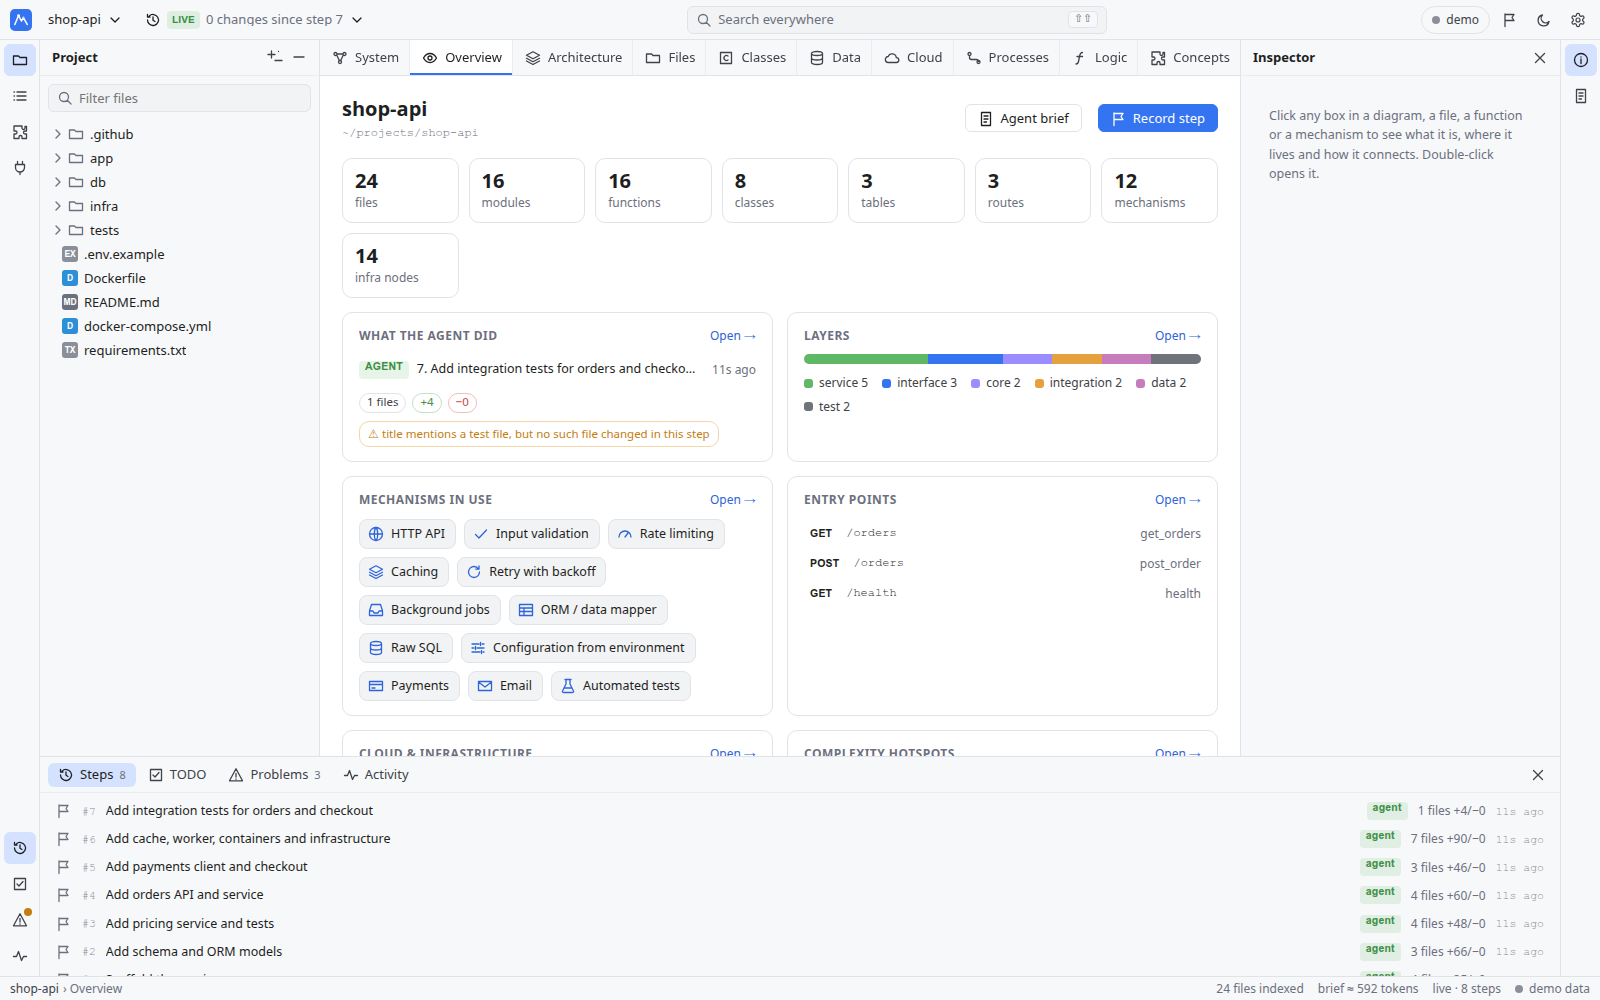 shop-api
LIVE 0 changes since step 7
Search everywhere
demo
Project
System
Overview
Architecture
Files
Classes
Data
Cloud
Processes
Logic
Concepts
Inspector
Filter files
.github
app
db
infra
tests
EX .env.example
D Dockerfile
MD README.md
D docker-compose.yml
TX requirements.txt
shop-api
~/projects/shop-api
Agent brief
Record step
24
files
16
modules
16
functions
8
classes
3
tables
3
routes
12
mechanisms
14
infra nodes
WHAT THE AGENT DID
Open →
AGENT 7. Add integration tests for orders and checko... 11s ago
1 files +4 −0
⚠ title mentions a test file, but no such file changed in this step
LAYERS
Open →
service 5 interface 3 core 2 integration 2 data 2
test 2
MECHANISMS IN USE
Open →
HTTP API Input validation Rate limiting
Caching Retry with backoff
Background jobs ORM / data mapper
Raw SQL Configuration from environment
Payments Email Automated tests
ENTRY POINTS
Open →
GET /orders get_orders
POST /orders post_order
GET /health health
CLOUD & INFRASTRUCTURE
Open →
COMPLEXITY HOTSPOTS
Open →
Click any box in a diagram, a file, a function
or a mechanism to see what it is, where it
lives and how it connects. Double-click
opens it.
Steps 8
TODO
Problems 3
Activity
#7 Add integration tests for orders and checkout agent 1 files +4/−0 11s ago
#6 Add cache, worker, containers and infrastructure agent 7 files +90/−0 11s ago
#5 Add payments client and checkout agent 3 files +46/−0 11s ago
#4 Add orders API and service agent 4 files +60/−0 11s ago
#3 Add pricing service and tests agent 4 files +48/−0 11s ago
#2 Add schema and ORM models agent 3 files +66/−0 11s ago
shop-api › Overview
24 files indexed
brief ≈ 592 tokens
live · 8 steps
demo data